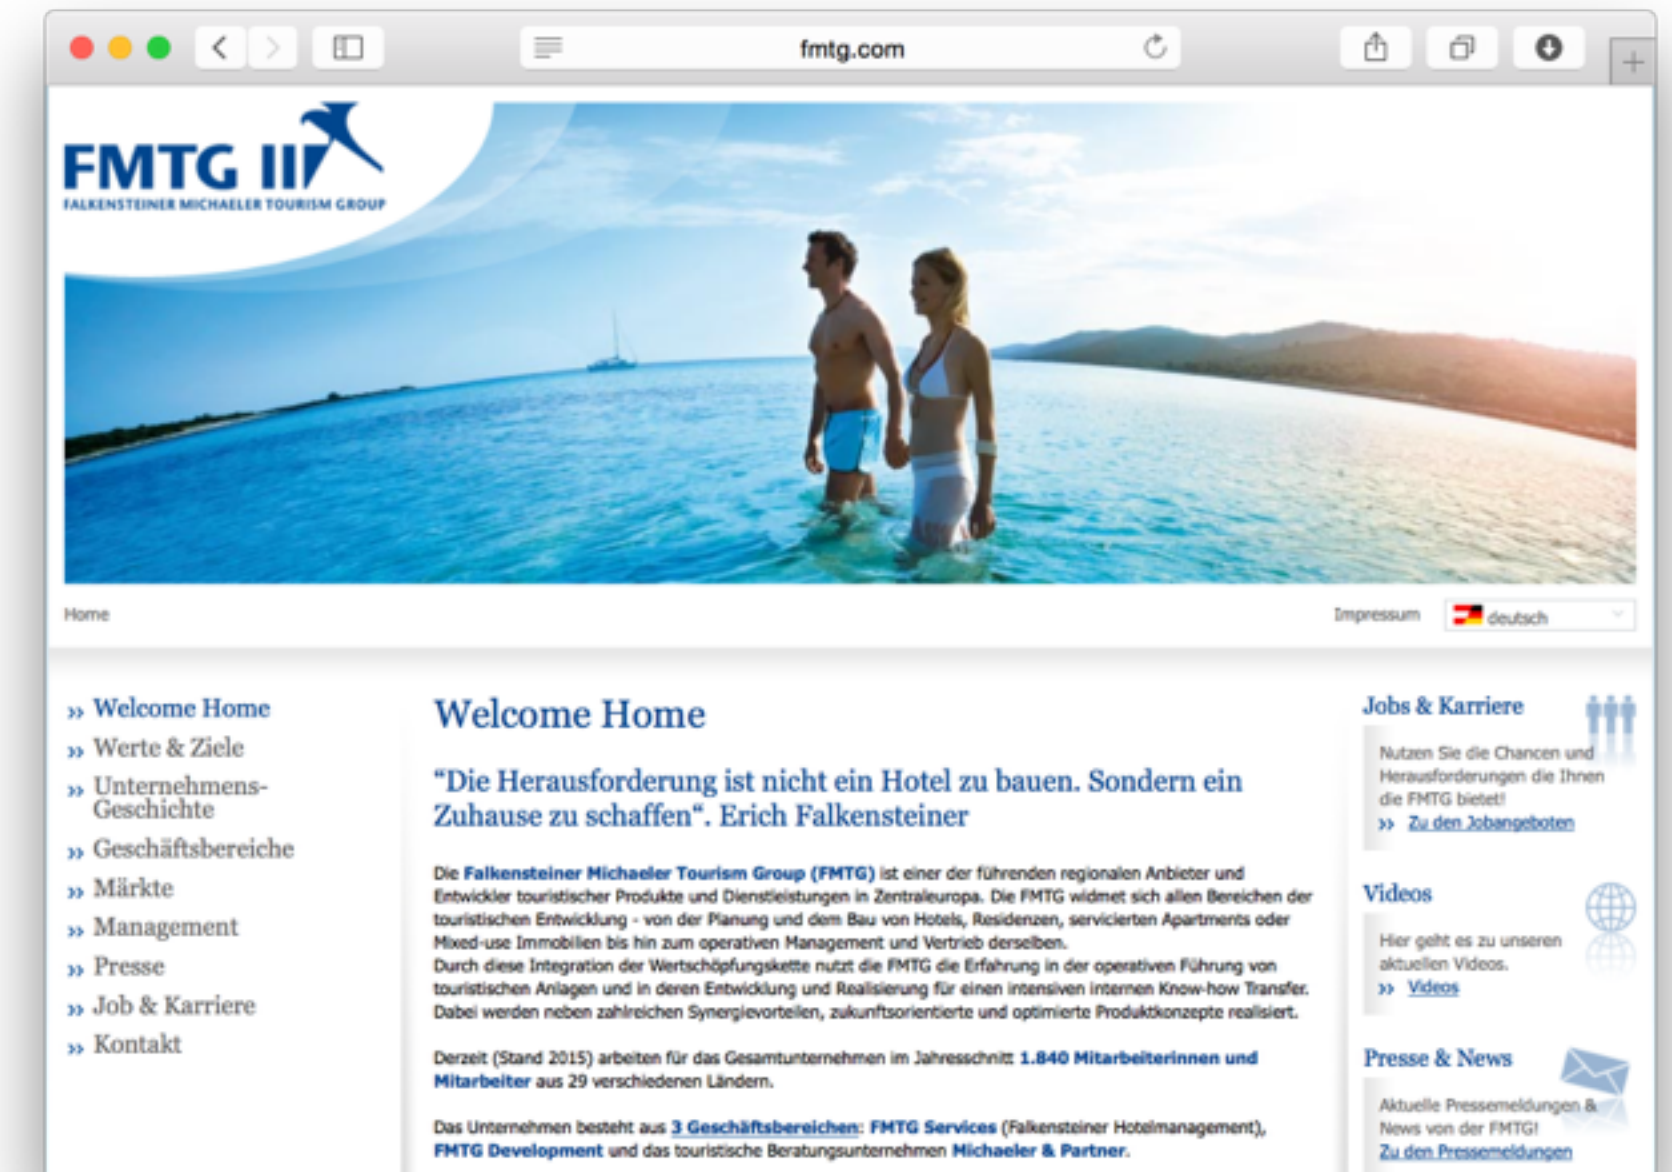 fmtg.com
FMTG
FALKENSTEINER MICHAELER TOURISM GROUP
Home
Impressum
deutsch
» Welcome Home
» Werte & Ziele
» Unternehmens-
Geschichte
» Geschäftsbereiche
» Märkte
» Management
» Presse
» Job & Karriere
» Kontakt
Welcome Home
“Die Herausforderung ist nicht ein Hotel zu bauen. Sondern ein
Zuhause zu schaffen“. Erich Falkensteiner
Die Falkensteiner Michaeler Tourism Group (FMTG) ist einer der führenden regionalen Anbieter und
Entwickler touristischer Produkte und Dienstleistungen in Zentraleuropa. Die FMTG widmet sich allen Bereichen der
touristischen Entwicklung - von der Planung und dem Bau von Hotels, Residenzen, servicierten Apartments oder
Mixed-use Immobilien bis hin zum operativen Management und Vertrieb derselben.
Durch diese Integration der Wertschöpfungskette nutzt die FMTG die Erfahrung in der operativen Führung von
touristischen Anlagen und in deren Entwicklung und Realisierung für einen intensiven internen Know-how Transfer.
Dabei werden neben zahlreichen Synergievorteilen, zukunftsorientierte und optimierte Produktkonzepte realisiert.
Derzeit (Stand 2015) arbeiten für das Gesamtunternehmen im Jahresschnitt 1.840 Mitarbeiterinnen und
Mitarbeiter aus 29 verschiedenen Ländern.
Das Unternehmen besteht aus 3 Geschäftsbereichen: FMTG Services (Falkensteiner Hotelmanagement),
FMTG Development und das touristische Beratungsunternehmen Michaeler & Partner.
Jobs & Karriere
Nutzen Sie die Chancen und
Herausforderungen die Ihnen
die FMTG bietet!
» Zu den Jobangeboten
Videos
Hier geht es zu unseren
aktuellen Videos.
» Videos
Presse & News
Aktuelle Pressemeldungen &
News von der FMTG!
Zu den Pressemeldungen